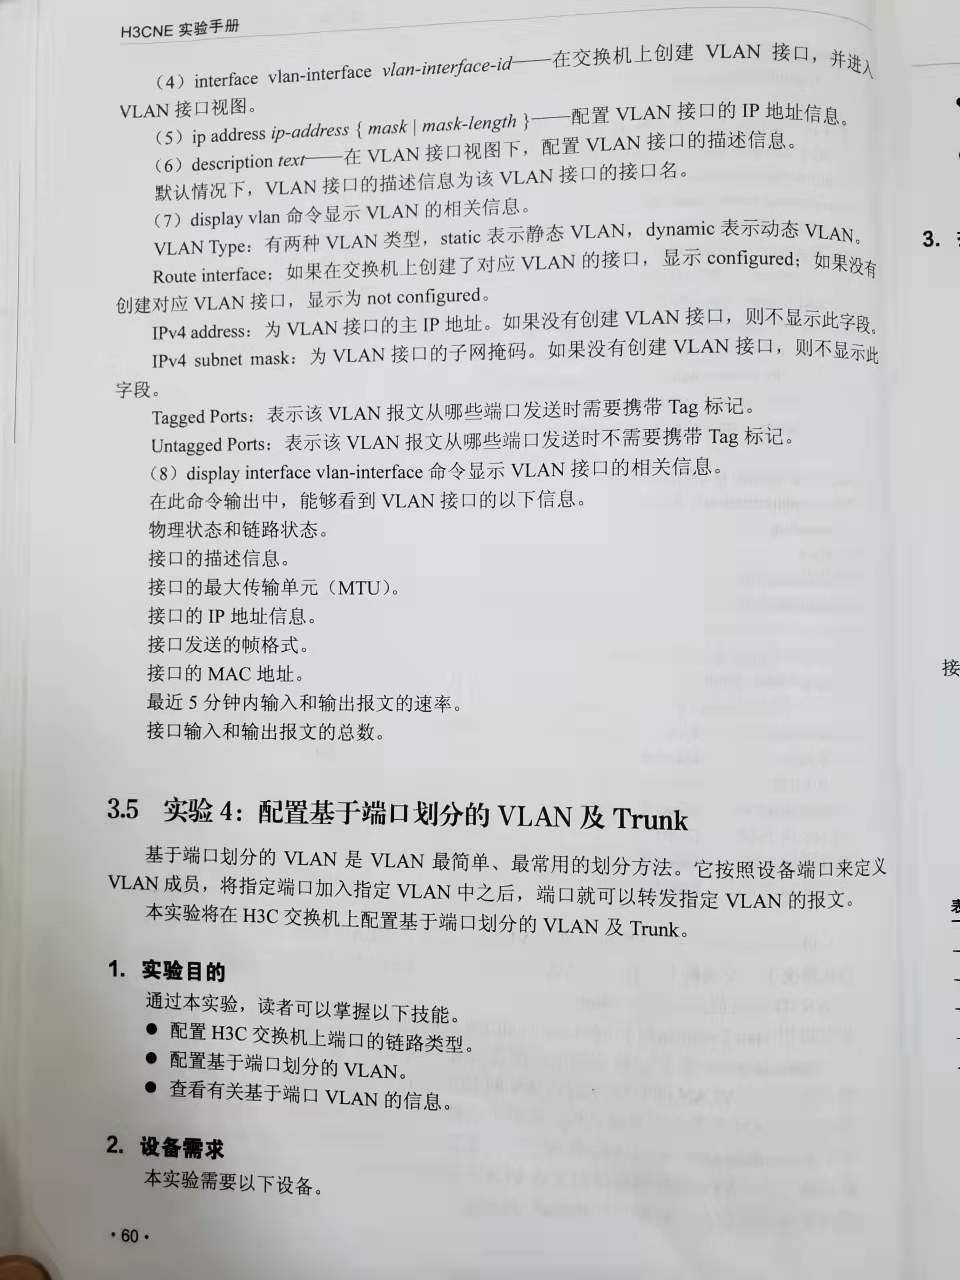 H3CNE 实验手册
（4）interface vlan-interface vlan-interface-id——在交换机上创建 VLAN 接口，并进入
VLAN 接口视图。
（5）ip address ip-address { mask | mask-length }——配置 VLAN 接口的 IP 地址信息。
（6）description text——在 VLAN 接口视图下，配置 VLAN 接口的描述信息。
默认情况下，VLAN 接口的描述信息为该 VLAN 接口的接口名。
（7）display vlan 命令显示 VLAN 的相关信息。
VLAN Type：有两种 VLAN 类型，static 表示静态 VLAN，dynamic 表示动态 VLAN。
Route interface：如果在交换机上创建了对应 VLAN 的接口，显示 configured；如果没有
创建对应 VLAN 接口，显示为 not configured。
IPv4 address：为 VLAN 接口的主 IP 地址。如果没有创建 VLAN 接口，则不显示此字段。
IPv4 subnet mask：为 VLAN 接口的子网掩码。如果没有创建 VLAN 接口，则不显示此
字段。
Tagged Ports：表示该 VLAN 报文从哪些端口发送时需要携带 Tag 标记。
Untagged Ports：表示该 VLAN 报文从哪些端口发送时不需要携带 Tag 标记。
（8）display interface vlan-interface 命令显示 VLAN 接口的相关信息。
在此命令输出中，能够看到 VLAN 接口的以下信息。
物理状态和链路状态。
接口的描述信息。
接口的最大传输单元（MTU）。
接口的 IP 地址信息。
接口发送的帧格式。
接口的 MAC 地址。
最近 5 分钟内输入和输出报文的速率。
接口输入和输出报文的总数。
3.5 实验 4：配置基于端口划分的 VLAN 及 Trunk
基于端口划分的 VLAN 是 VLAN 最简单、最常用的划分方法。它按照设备端口来定义
VLAN 成员，将指定端口加入指定 VLAN 中之后，端口就可以转发指定 VLAN 的报文。
本实验将在 H3C 交换机上配置基于端口划分的 VLAN 及 Trunk。
1. 实验目的
通过本实验，读者可以掌握以下技能。
● 配置 H3C 交换机上端口的链路类型。
● 配置基于端口划分的 VLAN。
● 查看有关基于端口 VLAN 的信息。
2. 设备需求
本实验需要以下设备。
·60·
3.
接